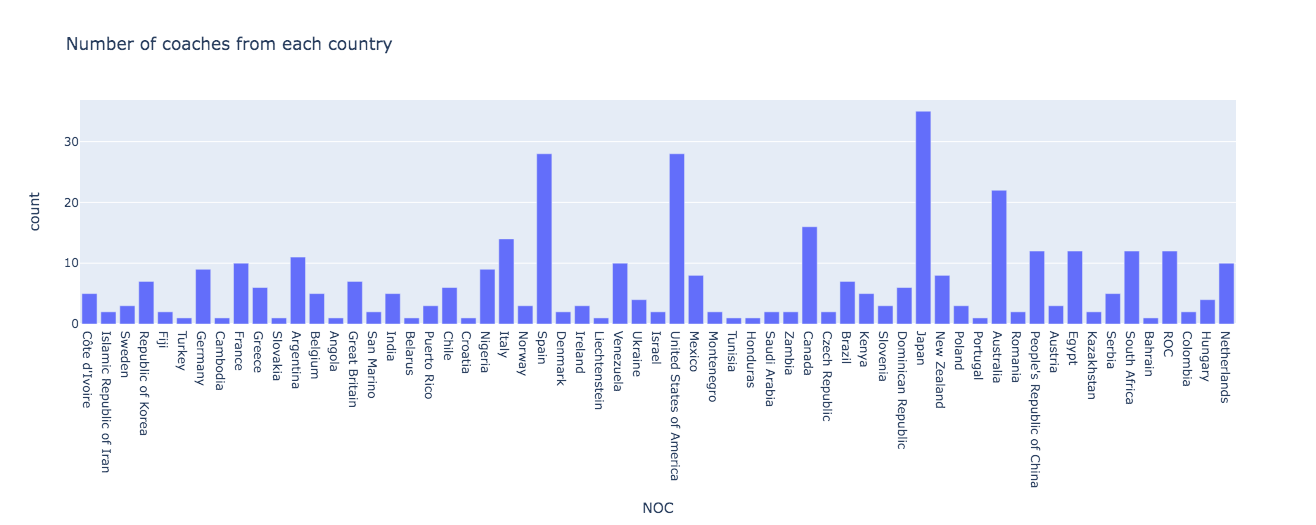 Number of coaches from each country
count
30
20
10
0
Côte d'Ivoire
Islamic Republic of Iran
Sweden
Republic of Korea
Fiji
Turkey
Germany
Cambodia
France
Greece
Slovakia
Argentina
Belgium
Angola
Great Britain
San Marino
India
Belarus
Puerto Rico
Chile
Croatia
Nigeria
Italy
Norway
Spain
Denmark
Ireland
Liechtenstein
Venezuela
Ukraine
Israel
United States of America
Mexico
Montenegro
Tunisia
Honduras
Saudi Arabia
Zambia
Canada
Czech Republic
Brazil
Kenya
Slovenia
Dominican Republic
Japan
New Zealand
Poland
Portugal
Australia
Romania
People's Republic of China
Austria
Egypt
Kazakhstan
Serbia
South Africa
Bahrain
ROC
Colombia
Hungary
Netherlands
NOC